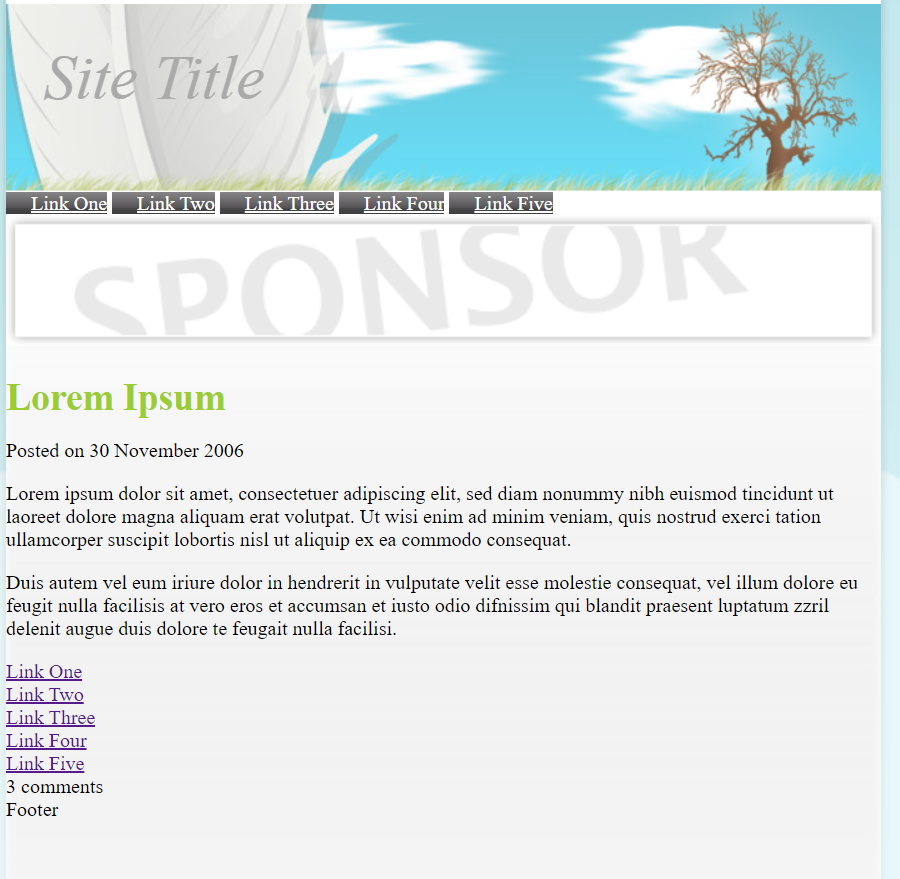 Site Title
Link One Link Two Link Three Link Four Link Five
SPONSOR
Lorem Ipsum
Posted on 30 November 2006
Lorem ipsum dolor sit amet, consectetuer adipiscing elit, sed diam nonummy nibh euismod tincidunt ut
laoreet dolore magna aliquam erat volutpat. Ut wisi enim ad minim veniam, quis nostrud exerci tation
ullamcorper suscipit lobortis nisl ut aliquip ex ea commodo consequat.
Duis autem vel eum iriure dolor in hendrerit in vulputate velit esse molestie consequat, vel illum dolore eu
feugit nulla facilisis at vero eros et accumsan et iusto odio difnissim qui blandit praesent luptatum zzril
delenit augue duis dolore te feugait nulla facilisi.
Link One
Link Two
Link Three
Link Four
Link Five
3 comments
Footer